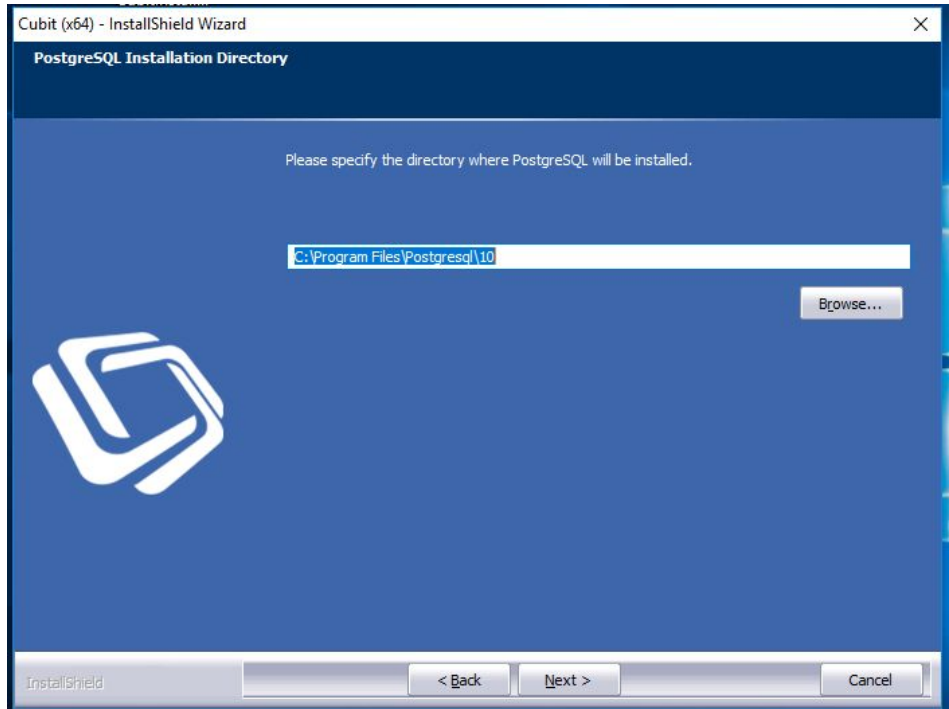 Cubit (x64) - InstallShield Wizard
PostgreSQL Installation Directory
Please specify the directory where PostgreSQL will be installed.
C:\Program Files\Postgresql\10
Browse...
InstallShield
< Back
Next >
Cancel